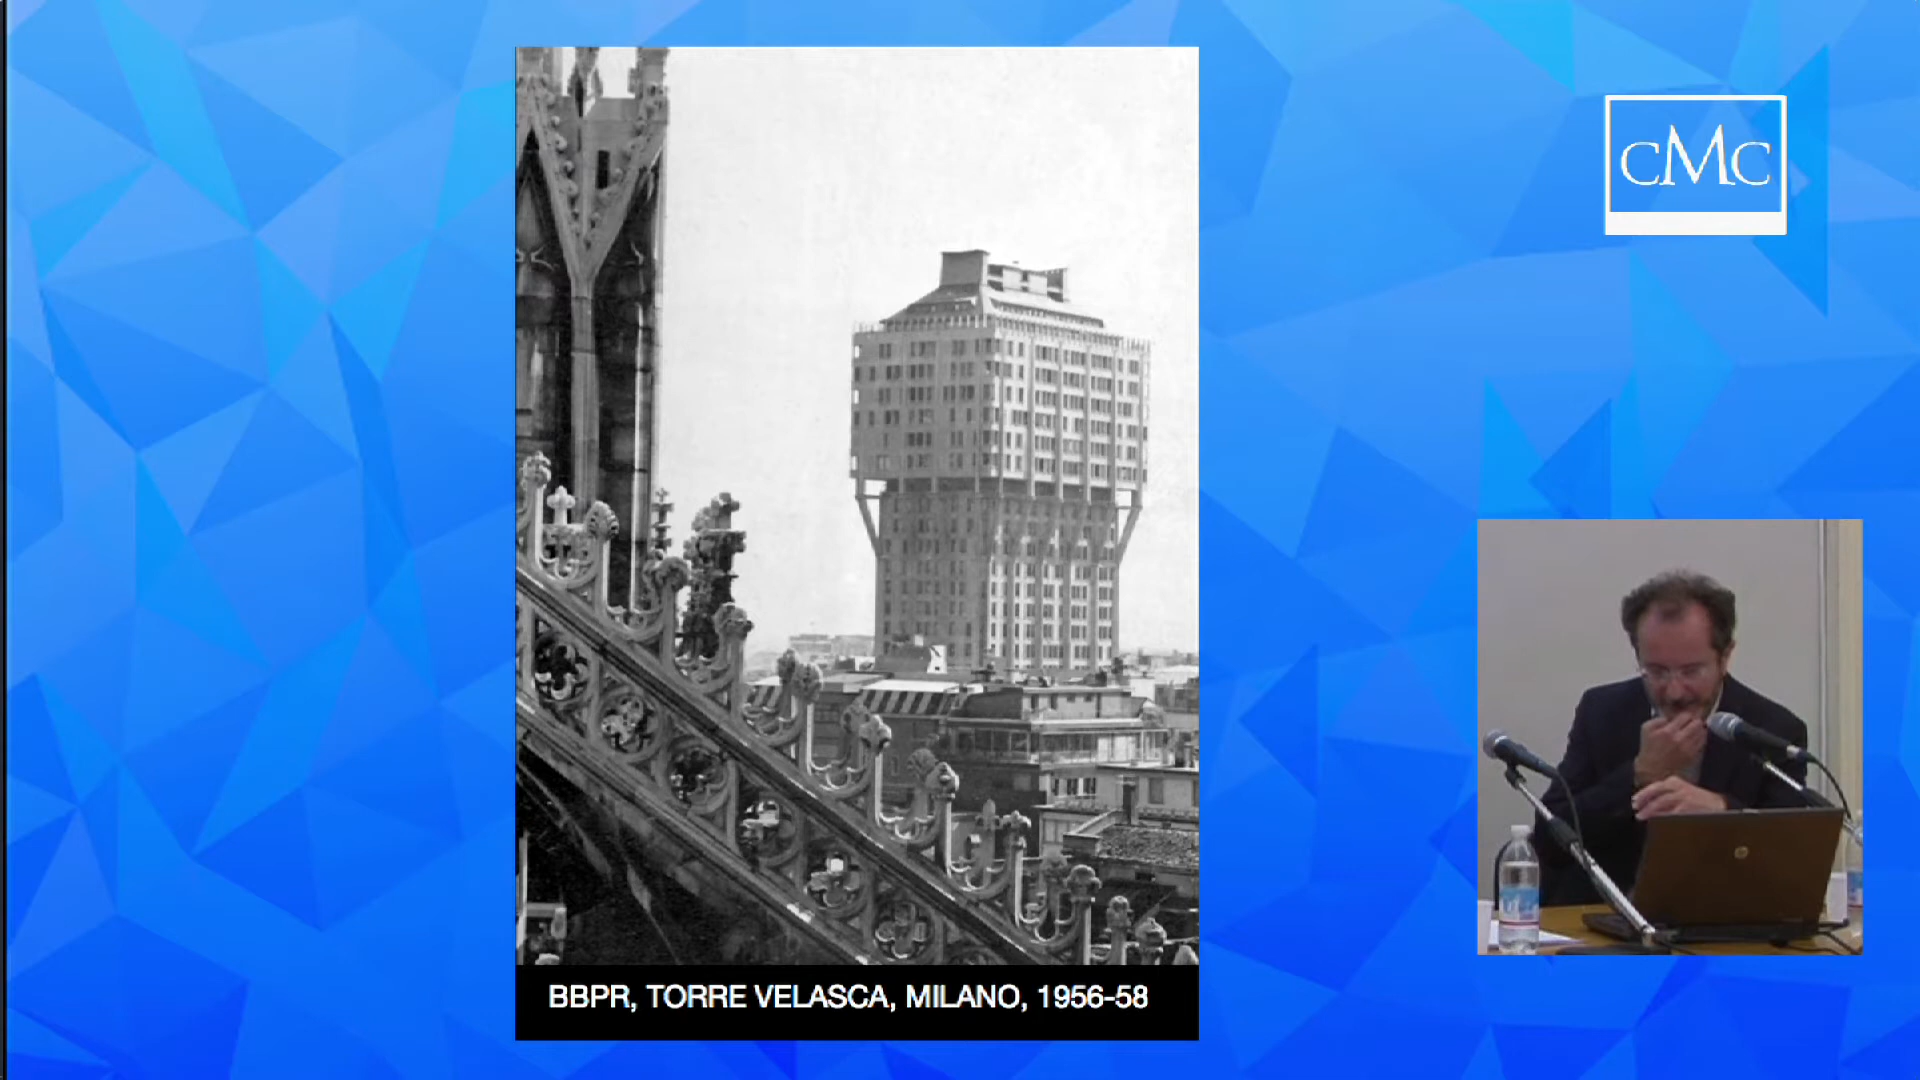 CMC
BBPR, TORRE VELASCA, MILANO, 1956-58